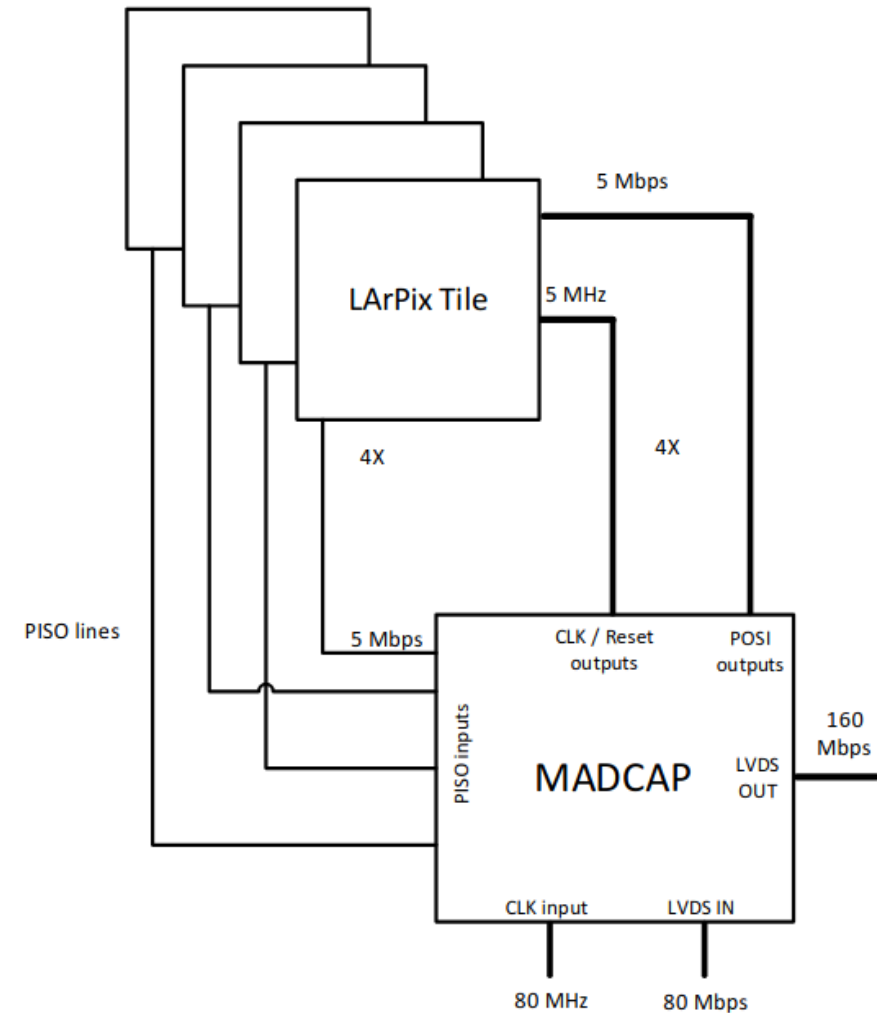 5 Mbps
LArPix Tile
5 MHz
4X
4X
PISO lines
5 Mbps
CLK / Reset
outputs
POSI
outputs
PISO inputs
MADCAP
LVDS
OUT
160
Mbps
CLK input
LVDS IN
80 MHz
80 Mbps